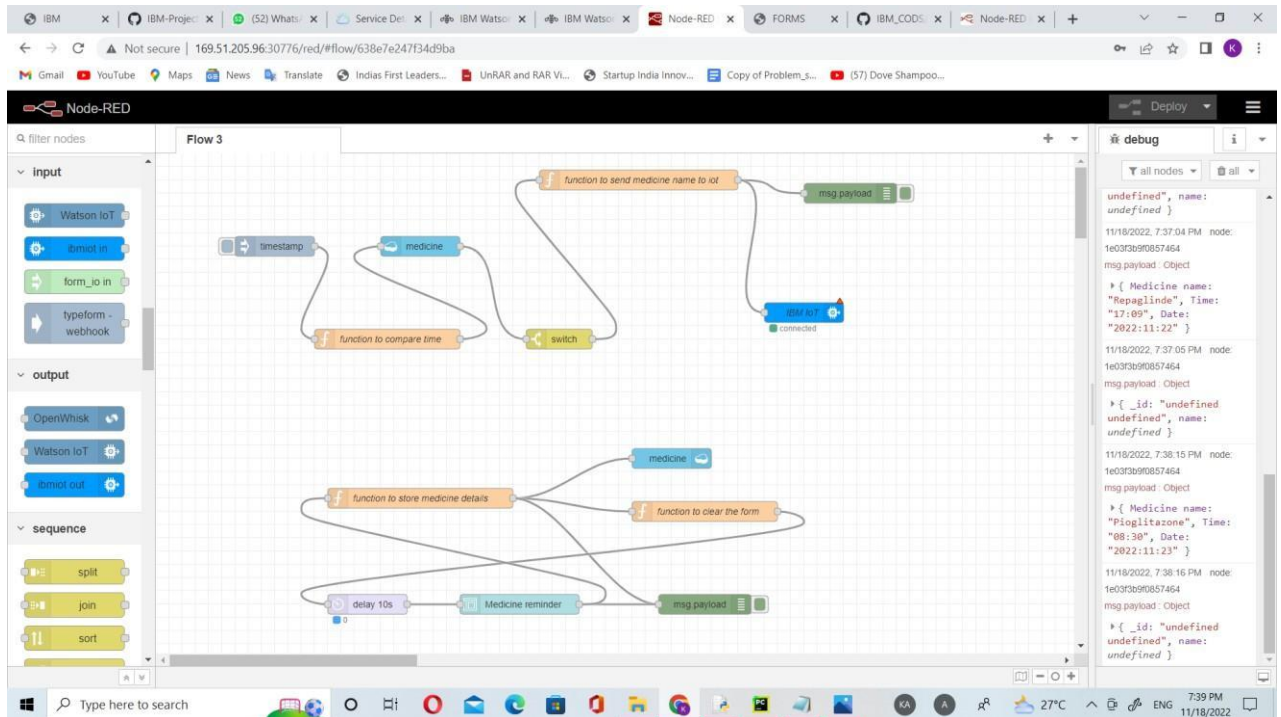 IBM
IBM-Project
(52) WhatsA
Service Det
IBM Watso
IBM Watso
Node-RED
FORMS
IBM_CODS
Node-RED
Not secure | 169.51.205.96:30776/red/#flow/638e7e247f34d9ba
K
Gmail
YouTube
Maps
News
Translate
Indias First Leaders...
UnRAR and RAR Vi...
Startup India Innov...
Copy of Problem_s...
(57) Dove Shampoo...
Node-RED
Deploy
filter nodes
Flow 3
debug
i
input
Watson IoT
ibmiot in
form_io in
typeform -
webhook
output
OpenWhisk
Watson IoT
ibmiot out
sequence
split
join
sort
function to send medicine name to iot
msg.payload
timestamp
medicine
IBM IoT
connected
function to compare time
switch
medicine
function to store medicine details
function to clear the form
delay 10s
0
Medicine reminder
msg.payload
all nodes
all
undefined", name:
undefined }
11/18/2022, 7:37:04 PM node:
1e03f3b9f0857464
msg.payload : Object
{ Medicine name:
"Repaglinde", Time:
"17:09", Date:
"2022:11:22" }
11/18/2022, 7:37:05 PM node:
1e03f3b9f0857464
msg.payload : Object
{ _id: "undefined
undefined", name:
undefined }
11/18/2022, 7:38:15 PM node:
1e03f3b9f0857464
msg.payload : Object
{ Medicine name:
"Pioglitazone", Time:
"08:30", Date:
"2022:11:23" }
11/18/2022, 7:38:16 PM node:
1e03f3b9f0857464
msg.payload : Object
{ _id: "undefined
undefined", name:
undefined }
Type here to search
KA
A
27°C
ENG
7:39 PM
11/18/2022